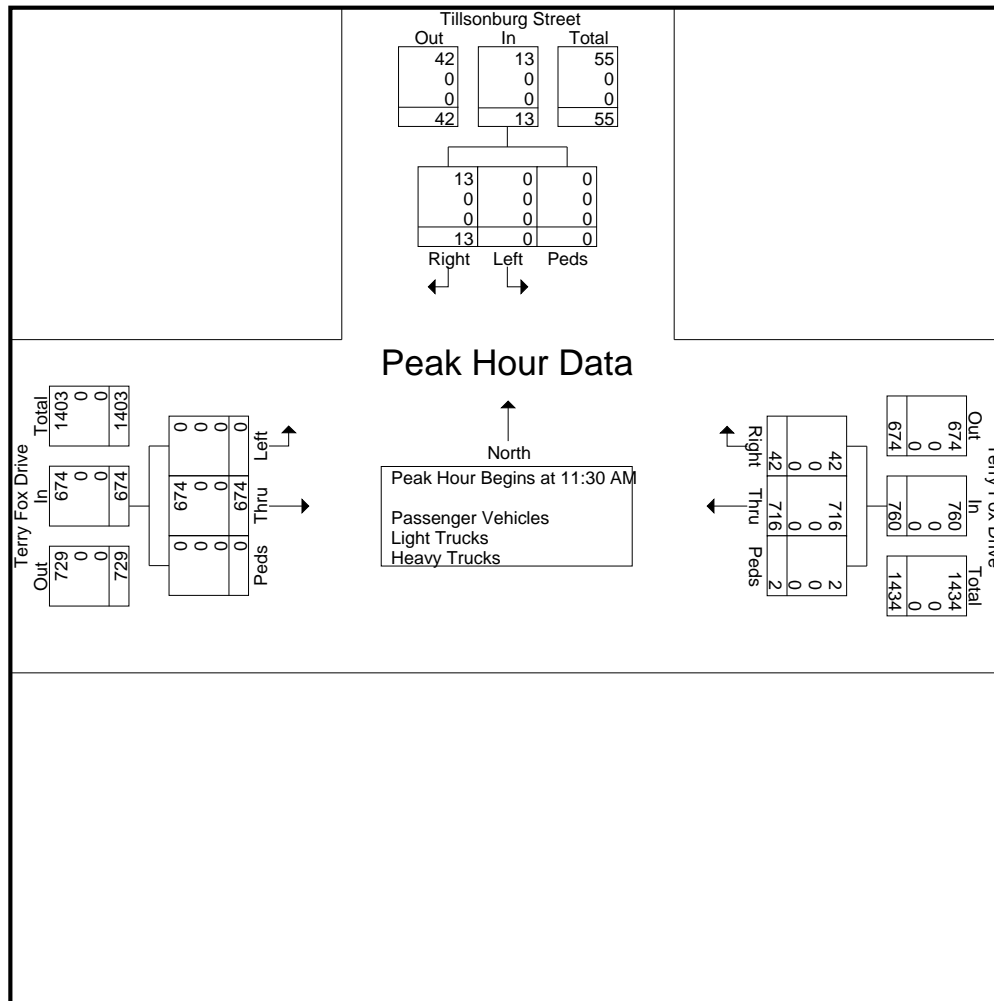 Tillsonburg Street
Out In Total
42 13 55
0 0 0
0 0 0
42 13 55
13 0 0
0 0 0
0 0 0
13 0 0
Right Left Peds
Peak Hour Data
North
Peak Hour Begins at 11:30 AM
Passenger Vehicles
Light Trucks
Heavy Trucks
Terry Fox Drive
Out In Total
729 674 1403
0 0 0
0 0 0
729 674 1403
0 674 0
0 0 0
0 0 0
0 674 0
Left Thru Peds
Terry Fox Drive
Out In Total
674 760 1434
0 0 0
0 0 0
674 760 1434
42 716 2
0 0 0
0 0 0
42 716 2
Right Thru Peds